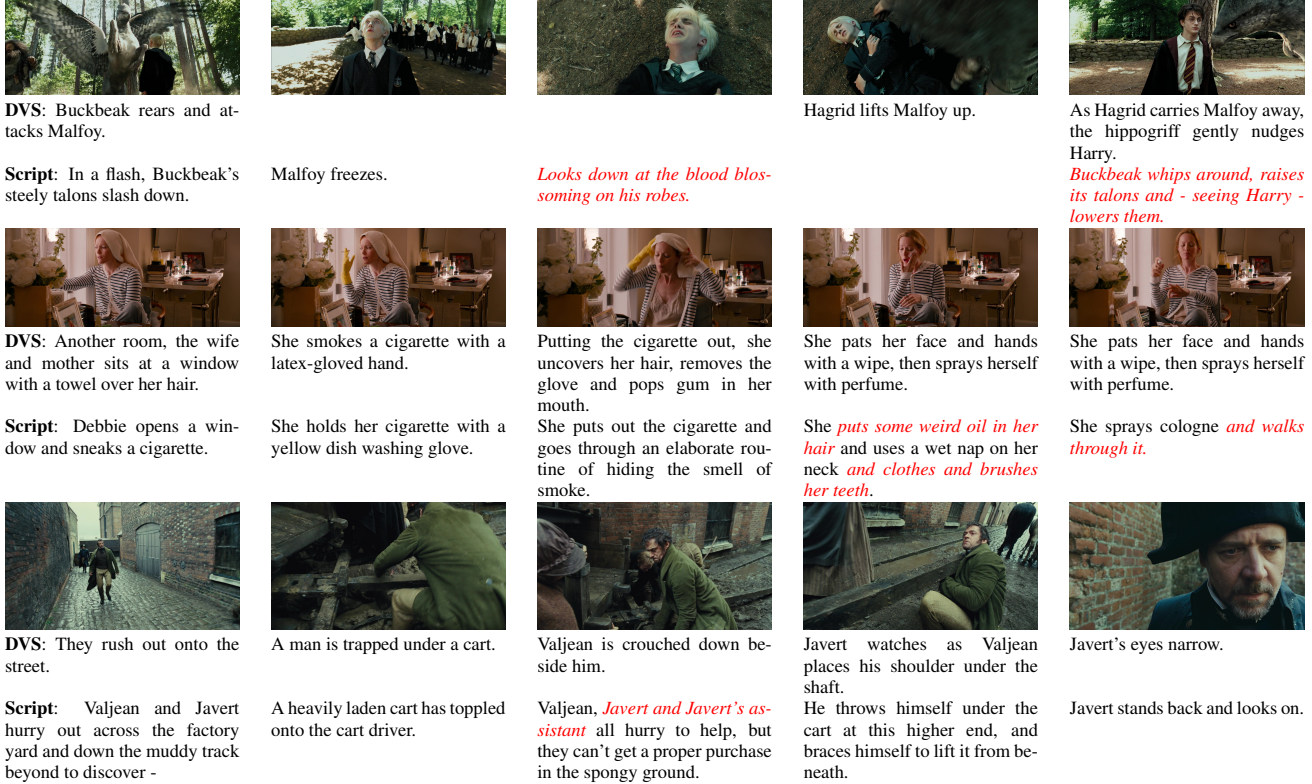 DVS: Buckbeak rears and at-
tacks Malfoy.
Hagrid lifts Malfoy up.
As Hagrid carries Malfoy away,
the hippogriff gently nudges
Harry.
Script: In a flash, Buckbeak's
steely talons slash down.
Malfoy freezes.
Looks down at the blood blos-
soming on his robes.
Buckbeak whips around, raises
its talons and - seeing Harry -
lowers them.
DVS: Another room, the wife
and mother sits at a window
with a towel over her hair.
She smokes a cigarette with a
latex-gloved hand.
Putting the cigarette out, she
uncovers her hair, removes the
glove and pops gum in her
mouth.
She pats her face and hands
with a wipe, then sprays herself
with perfume.
She pats her face and hands
with a wipe, then sprays herself
with perfume.
Script: Debbie opens a win-
dow and sneaks a cigarette.
She holds her cigarette with a
yellow dish washing glove.
She puts out the cigarette and
goes through an elaborate rou-
tine of hiding the smell of
smoke.
She puts some weird oil in her
hair and uses a wet nap on her
neck and clothes and brushes
her teeth.
She sprays cologne and walks
through it.
DVS: They rush out onto the
street.
A man is trapped under a cart.
Valjean is crouched down be-
side him.
Javert watches as Valjean
places his shoulder under the
shaft.
Javert's eyes narrow.
Script: Valjean and Javert
hurry out across the factory
yard and down the muddy track
beyond to discover -
A heavily laden cart has toppled
onto the cart driver.
Valjean, Javert and Javert's as-
sistant all hurry to help, but
they can't get a proper purchase
in the spongy ground.
He throws himself under the
cart at this higher end, and
braces himself to lift it from be-
neath.
Javert stands back and looks on.